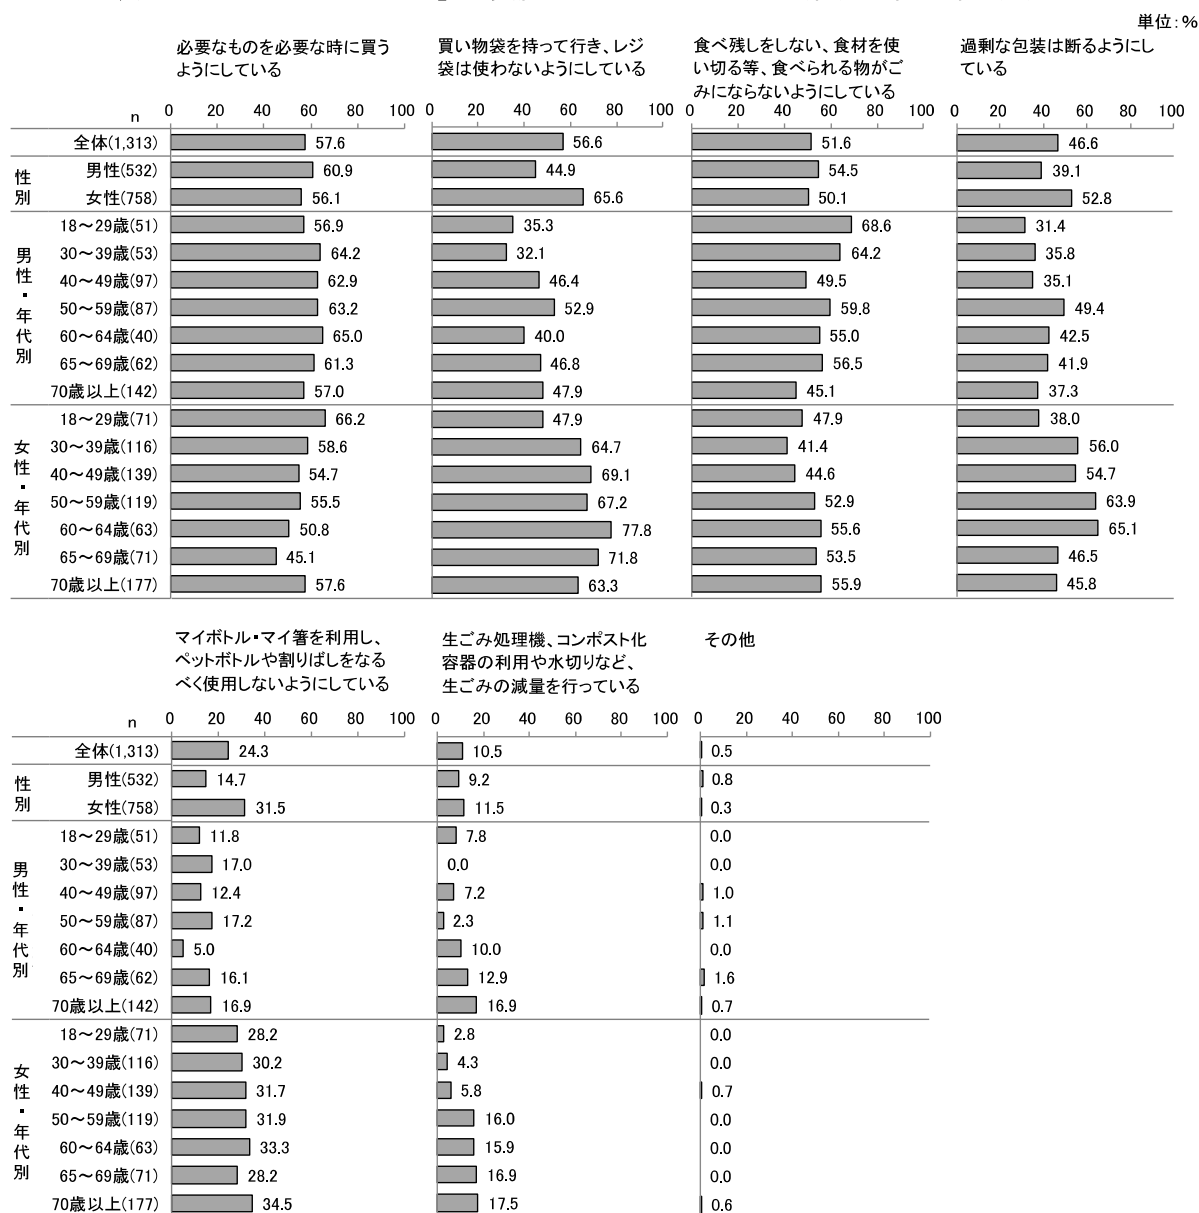 単位:%
必要なものを必要な時に買う
ようにしている
買い物袋を持って行き、レジ
袋は使わないようにしている
食べ残しをしない、食材を使
い切る等、食べられる物がご
みにならないようにしている
過剰な包装は断るようにし
ている
n 0 20 40 60 80 100 0 20 40 60 80 100 0 20 40 60 80 100 0 20 40 60 80 100
全体(1,313) 57.6 56.6 51.6 46.6
性別
男性(532) 60.9 44.9 54.5 39.1
女性(758) 56.1 65.6 50.1 52.8
男性・年代別
18～29歳(51) 56.9 35.3 68.6 31.4
30～39歳(53) 64.2 32.1 64.2 35.8
40～49歳(97) 62.9 46.4 49.5 35.1
50～59歳(87) 63.2 52.9 59.8 49.4
60～64歳(40) 65.0 40.0 55.0 42.5
65～69歳(62) 61.3 46.8 56.5 41.9
70歳以上(142) 57.0 47.9 45.1 37.3
女性・年代別
18～29歳(71) 66.2 47.9 47.9 38.0
30～39歳(116) 58.6 64.7 41.4 56.0
40～49歳(139) 54.7 69.1 44.6 54.7
50～59歳(119) 55.5 67.2 52.9 63.9
60～64歳(63) 50.8 77.8 55.6 65.1
65～69歳(71) 45.1 71.8 53.5 46.5
70歳以上(177) 57.6 63.3 55.9 45.8
マイボトル・マイ箸を利用し、
ペットボトルや割りばしをなる
べく使用しないようにしている
生ごみ処理機、コンポスト化
容器の利用や水切りなど、
生ごみの減量を行っている
その他
n 0 20 40 60 80 100 0 20 40 60 80 100 0 20 40 60 80 100
全体(1,313) 24.3 10.5 0.5
性別
男性(532) 14.7 9.2 0.8
女性(758) 31.5 11.5 0.3
男性・年代別
18～29歳(51) 11.8 7.8 0.0
30～39歳(53) 17.0 0.0 0.0
40～49歳(97) 12.4 7.2 1.0
50～59歳(87) 17.2 2.3 1.1
60～64歳(40) 5.0 10.0 0.0
65～69歳(62) 16.1 12.9 1.6
70歳以上(142) 16.9 16.9 0.7
女性・年代別
18～29歳(71) 28.2 2.8 0.0
30～39歳(116) 30.2 4.3 0.0
40～49歳(139) 31.7 5.8 0.7
50～59歳(119) 31.9 16.0 0.0
60～64歳(63) 33.3 15.9 0.0
65～69歳(71) 28.2 16.9 0.0
70歳以上(177) 34.5 17.5 0.6